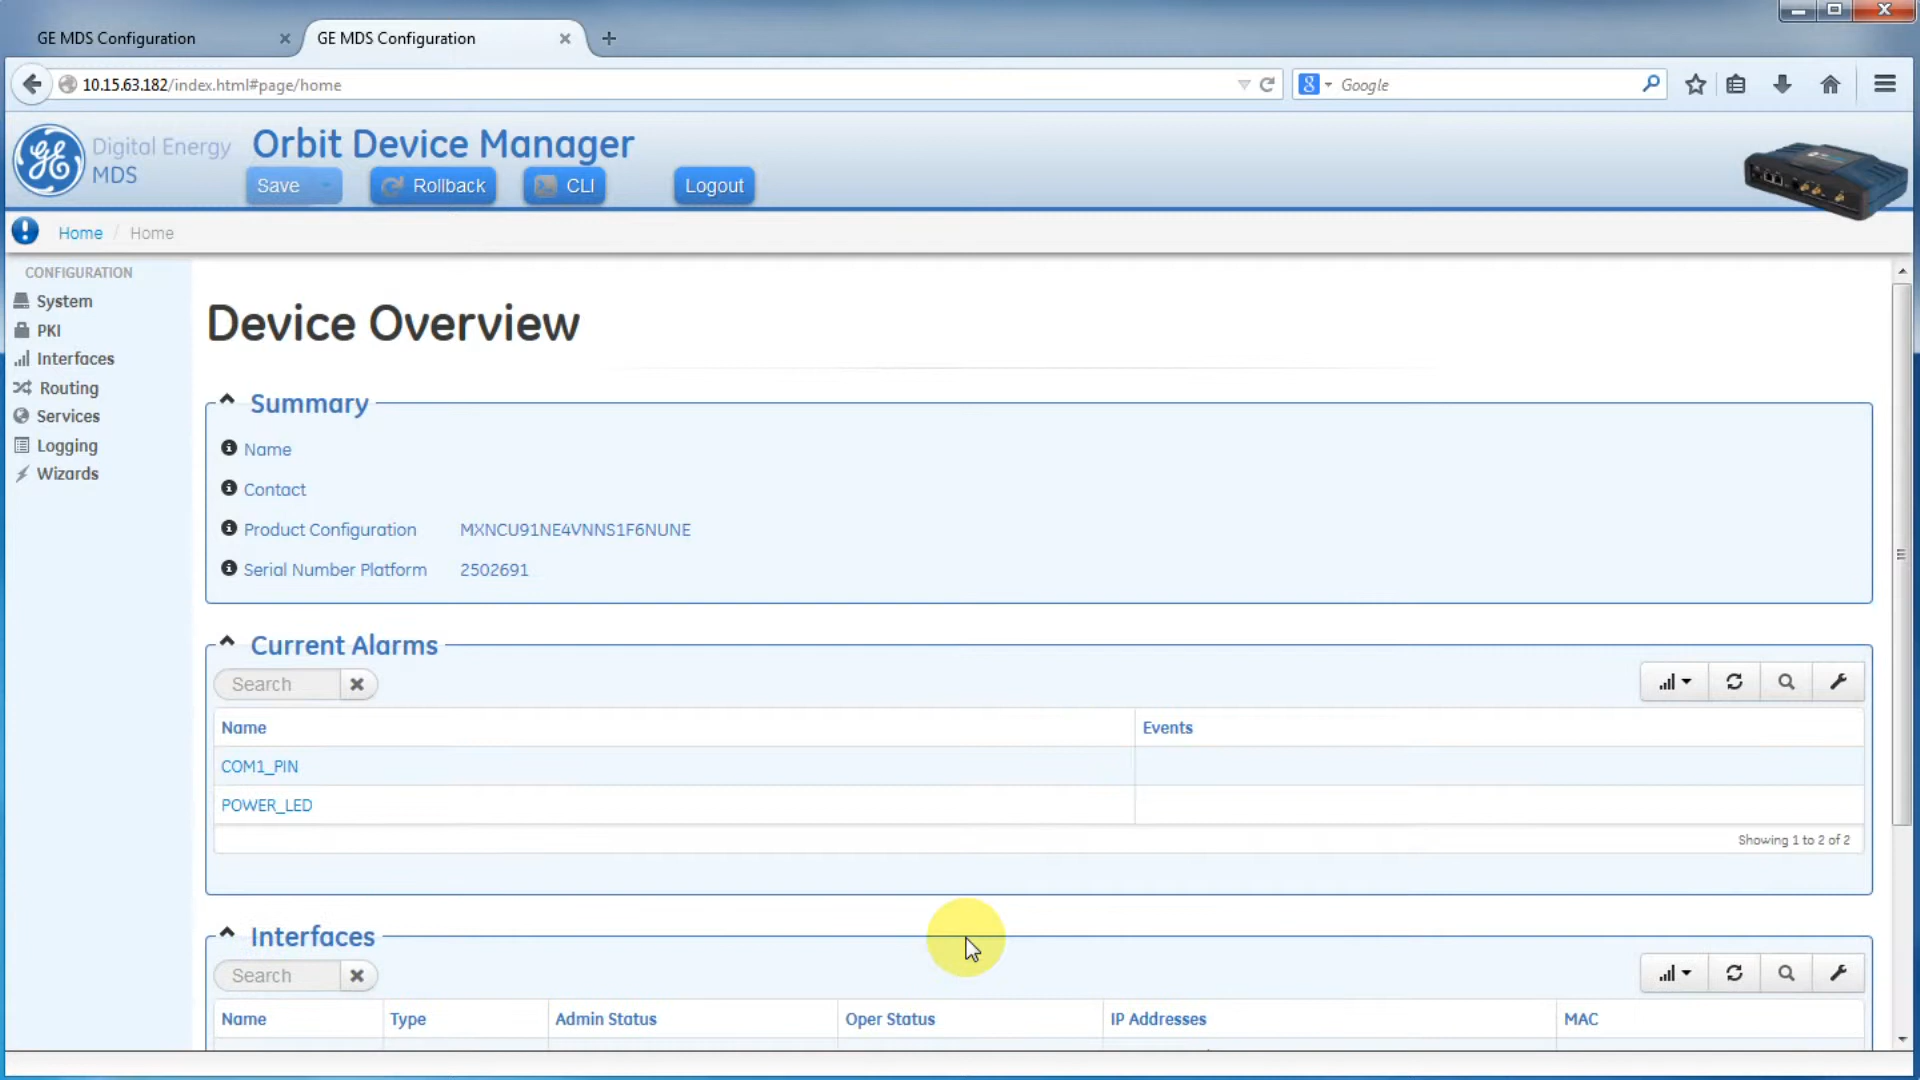 GE MDS Configuration
GE MDS Configuration
10.15.63.182/index.html#page/home
Google
GE
Digital Energy
MDS
Orbit Device Manager
Save
Rollback
CLI
Logout
Home / Home
CONFIGURATION
System
PKI
Interfaces
Routing
Services
Logging
Wizards
Device Overview
Summary
Name
Contact
Product Configuration MXNCU91NE4VNNS1F6NUNE
Serial Number Platform 2502691
Current Alarms
Search
Name Events
COM1_PIN
POWER_LED
Showing 1 to 2 of 2
Interfaces
Search
Name Type Admin Status Oper Status IP Addresses MAC